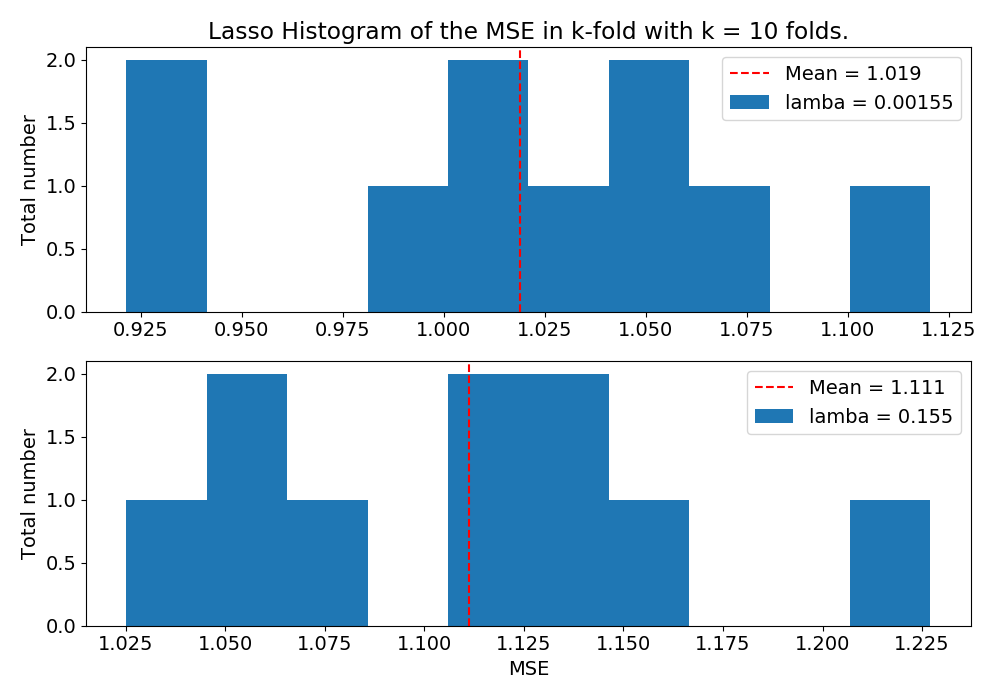 Lasso Histogram of the MSE in k-fold with k = 10 folds.
Mean = 1.019
lamba = 0.00155
Total number
2.0
1.5
1.0
0.5
0.0
0.925 0.950 0.975 1.000 1.025 1.050 1.075 1.100 1.125
Mean = 1.111
lamba = 0.155
Total number
2.0
1.5
1.0
0.5
0.0
1.025 1.050 1.075 1.100 1.125 1.150 1.175 1.200 1.225
MSE